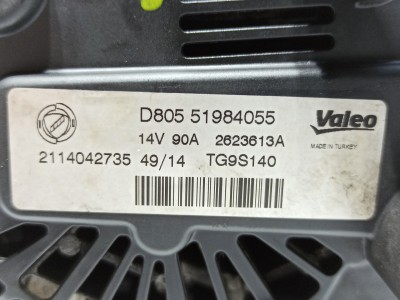 D805 51984055
14V 90A 2623613A
Valeo
MADE IN TURKEY
2114042735 49/14 TG9S140